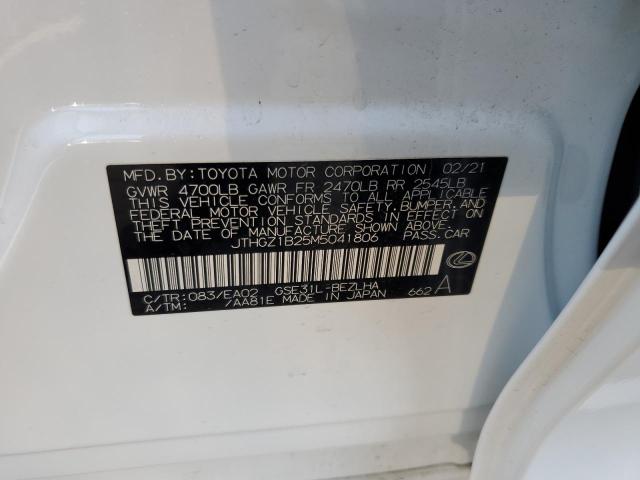 MFD.BY:TOYOTA MOTOR CORPORATION 02/21
GVWR 4700LB GAWR FR 2470LB RR 2545LB
THIS VEHICLE CONFORMS TO ALL APPLICABLE
FEDERAL MOTOR VEHICLE SAFETY, BUMPER, AND
THEFT PREVENTION STANDARDS IN EFFECT ON
THE DATE OF MANUFACTURE SHOWN ABOVE.
JTHGZ1B25M5041806 PASS.CAR
C/TR:083/EA02 GSE31L-BEZLHA
A/TM: /AA81E MADE IN JAPAN 662 A